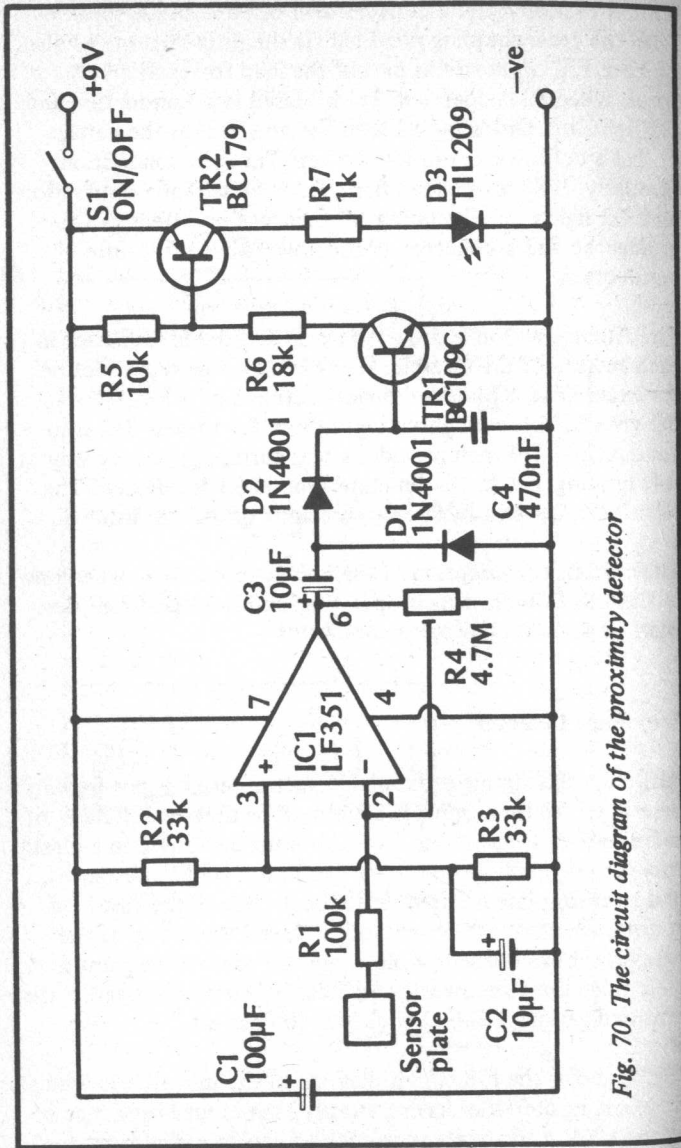 S1
ON/OFF
+9V
TR2
BC179
R5
10k
R7
1k
R6
18k
D3
TIL209
D2
1N4001
TR1
BC109C
C3
10µF
+
6
D1
1N4001
C4
470nF
−ve
7
IC1
LF351
4
R4
4.7M
3
+
2
−
R2
33k
R3
33k
R1
100k
Sensor
plate
+
C2
10µF
C1
100µF
+
Fig. 70. The circuit diagram of the proximity detector